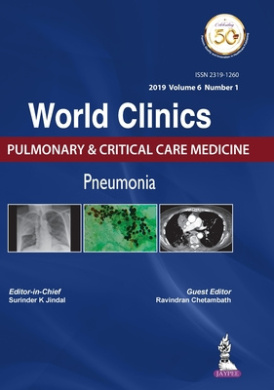 50
ISSN 2319-1260
2019 Volume 6 Number 1
World Clinics
PULMONARY & CRITICAL CARE MEDICINE
Pneumonia
Editor-in-Chief
Surinder K Jindal
Guest Editor
Ravindran Chetambath
JAYPEE